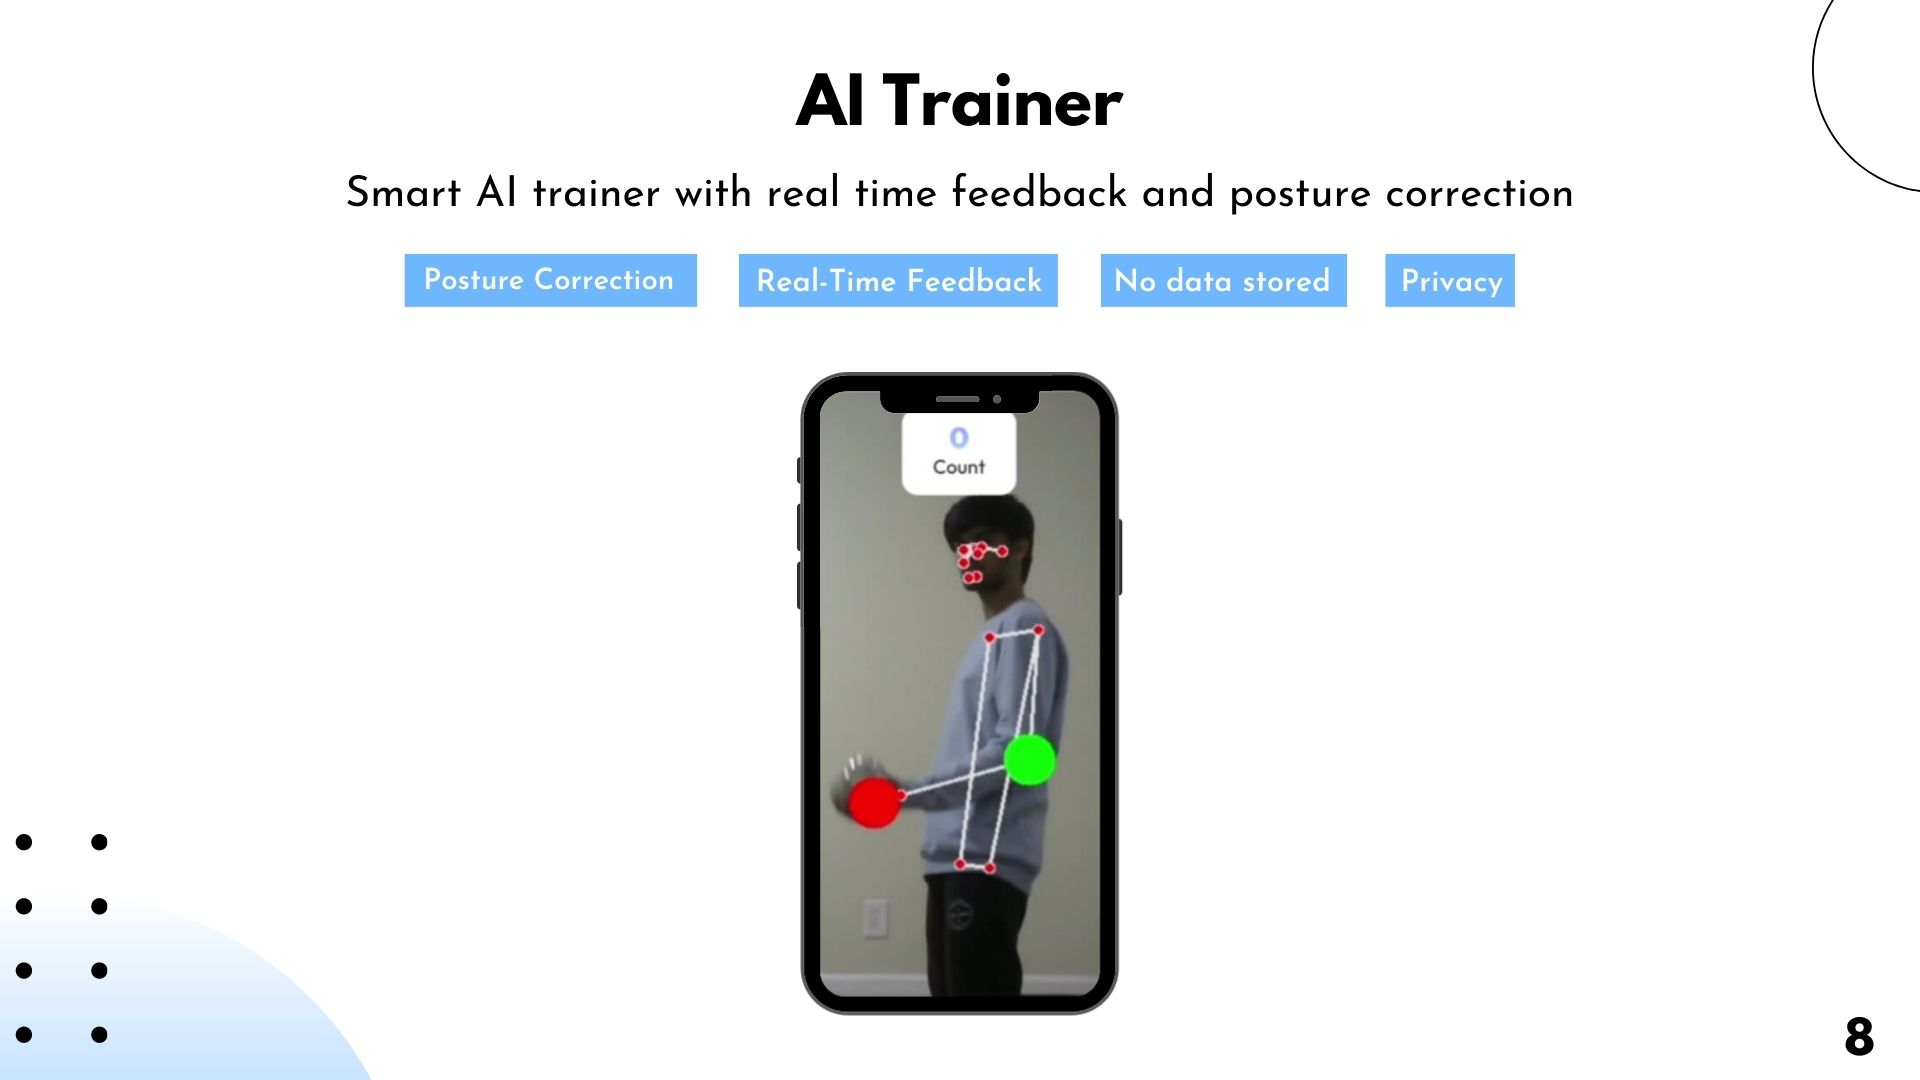 AI Trainer
Smart AI trainer with real time feedback and posture correction
Posture Correction
Real-Time Feedback
No data stored
Privacy
0
Count
8